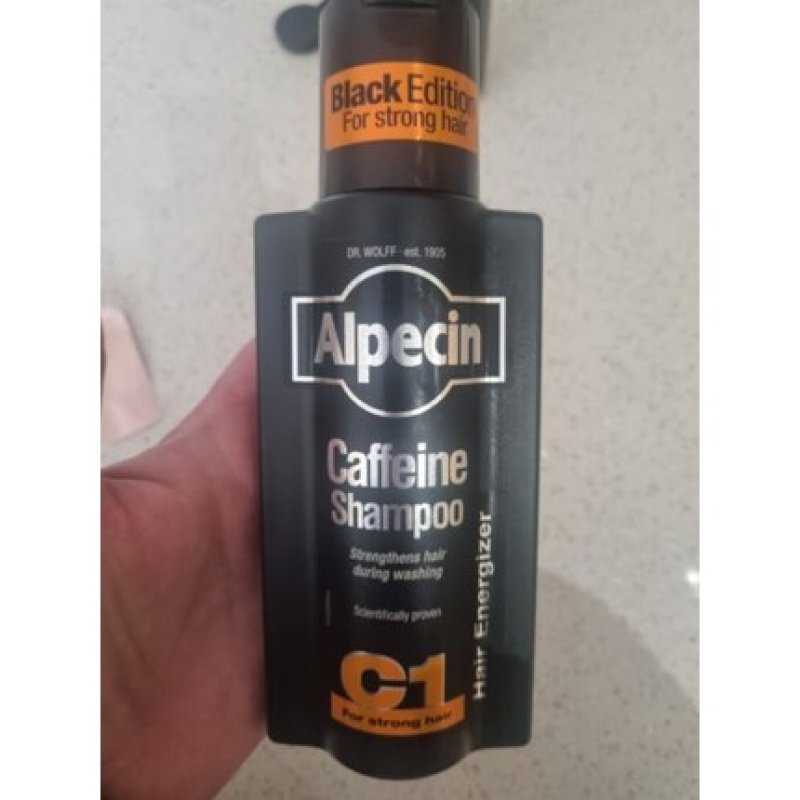 Black Edition
For strong hair
DR. WOLFF · est. 1905
Alpecin
Caffeine
Shampoo
Strengthens hair
during washing
Scientifically proven
Hair Energizer
C1
For strong hair